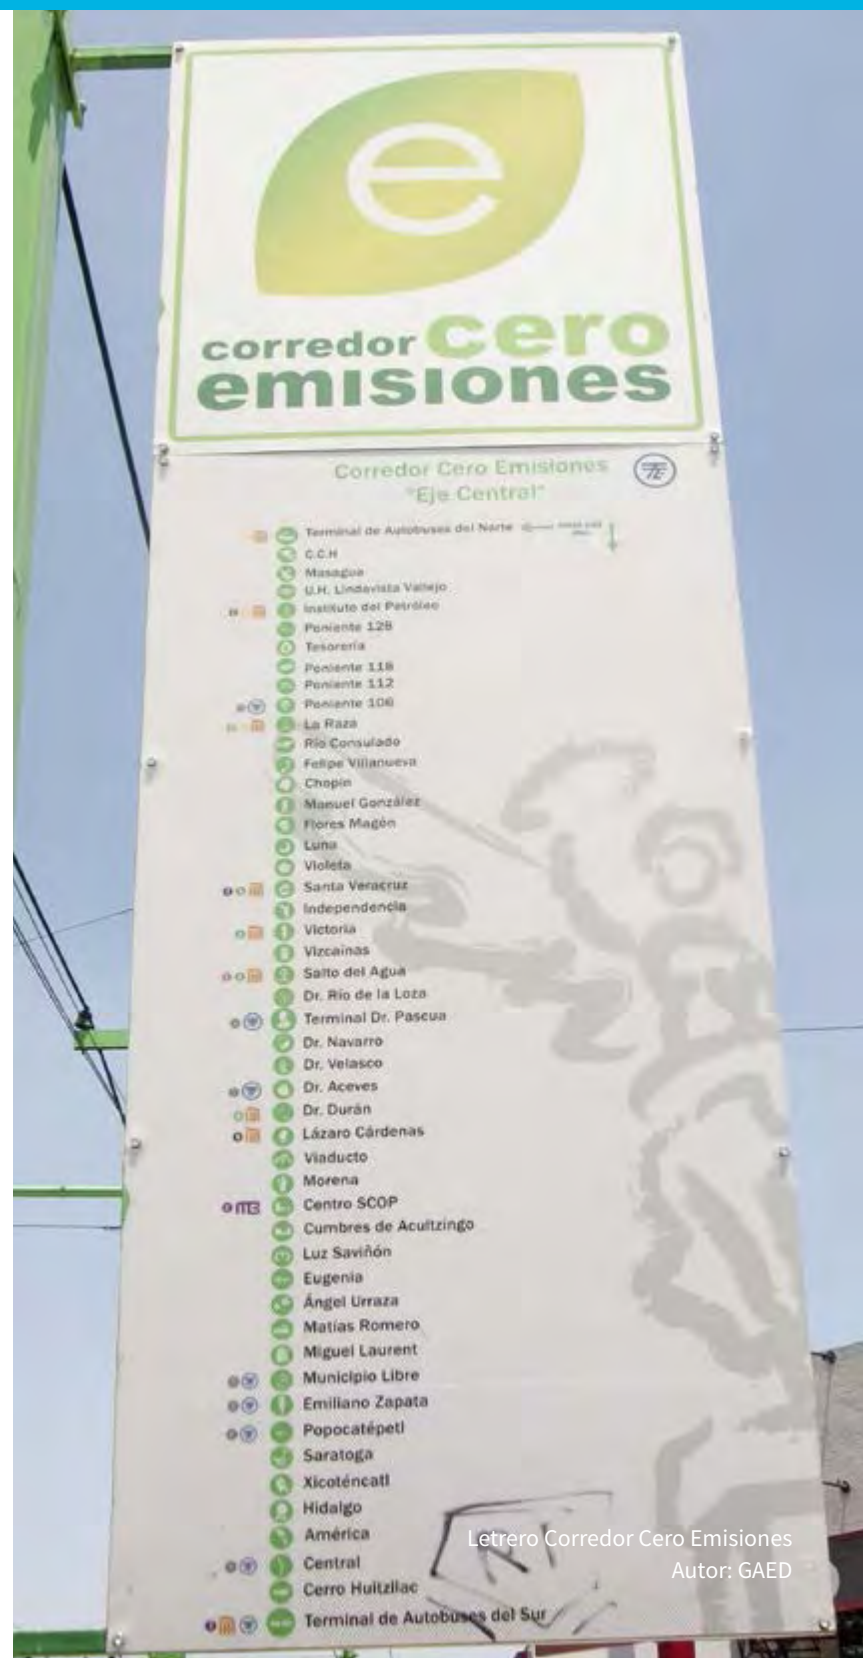 e
corredor cero
emisiones
Corredor Cero Emisiones
"Eje Central"
Terminal de Autobuses del Norte
C.C.H
Masagua
U.H. Lindavista Vallejo
Instituto del Petróleo
Poniente 128
Tesorería
Poniente 118
Poniente 112
Poniente 106
La Raza
Río Consulado
Felipe Villanueva
Chopin
Manuel González
Flores Magón
Luna
Violeta
Santa Veracruz
Independencia
Victoria
Vizcaínas
Salto del Agua
Dr. Río de la Loza
Terminal Dr. Pascua
Dr. Navarro
Dr. Velasco
Dr. Aceves
Dr. Durán
Lázaro Cárdenas
Viaducto
Morena
Centro SCOP
Cumbres de Acultzingo
Luz Saviñón
Eugenia
Ángel Urraza
Matías Romero
Miguel Laurent
Municipio Libre
Emiliano Zapata
Popocatépetl
Saratoga
Xicoténcatl
Hidalgo
América
Central
Cerro Huitzilac
Terminal de Autobuses del Sur
Letrero Corredor Cero Emisiones
Autor: GAED